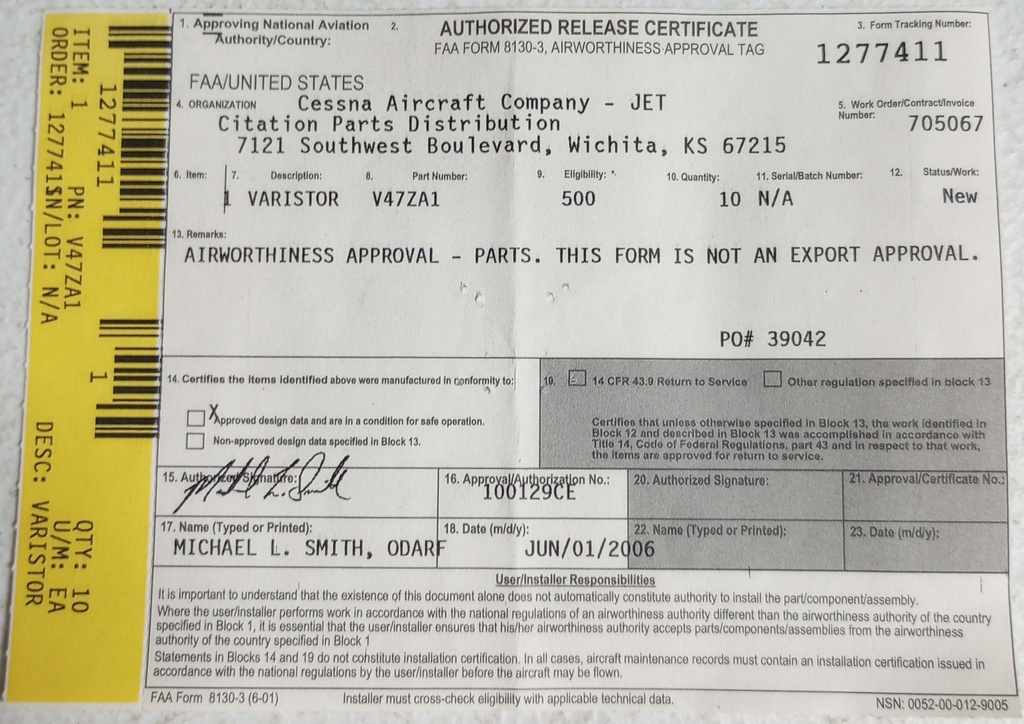 1. Approving National Aviation Authority/Country:
2.
AUTHORIZED RELEASE CERTIFICATE
FAA FORM 8130-3, AIRWORTHINESS APPROVAL TAG
3. Form Tracking Number:
1277411
FAA/UNITED STATES
4. ORGANIZATION Cessna Aircraft Company - JET
Citation Parts Distribution
7121 Southwest Boulevard, Wichita, KS 67215
5. Work Order/Contract/Invoice
Number: 705067
6. Item: 7. Description: 8. Part Number: 9. Eligibility: * 10. Quantity: 11. Serial/Batch Number: 12. Status/Work:
1 VARISTOR V47ZA1 500 10 N/A New
13. Remarks:
AIRWORTHINESS APPROVAL - PARTS. THIS FORM IS NOT AN EXPORT APPROVAL.
PO# 39042
14. Certifies the items identified above were manufactured in conformity to:
X Approved design data and are in a condition for safe operation.
Non-approved design data specified in Block 13.
19. 14 CFR 43.9 Return to Service Other regulation specified in block 13
Certifies that unless otherwise specified in Block 13, the work identified in
Block 12 and described in Block 13 was accomplished in accordance with
Title 14, Code of Federal Regulations, part 43 and in respect to that work,
the items are approved for return to service.
15. Authorized Signature:
16. Approval/Authorization No.:
100129CE
20. Authorized Signature:
21. Approval/Certificate No.:
17. Name (Typed or Printed):
MICHAEL L. SMITH, ODARF
18. Date (m/d/y):
JUN/01/2006
22. Name (Typed or Printed):
23. Date (m/d/y):
User/Installer Responsibilities
It is important to understand that the existence of this document alone does not automatically constitute authority to install the part/component/assembly.
Where the user/installer performs work in accordance with the national regulations of an airworthiness authority different than the airworthiness authority of the country
specified in Block 1, it is essential that the user/installer ensures that his/her airworthiness authority accepts parts/components/assemblies from the airworthiness
authority of the country specified in Block 1
Statements in Blocks 14 and 19 do not constitute installation certification. In all cases, aircraft maintenance records must contain an installation certification issued in
accordance with the national regulations by the user/installer before the aircraft may be flown.
FAA Form 8130-3 (6-01) Installer must cross-check eligibility with applicable technical data. NSN: 0052-00-012-9005
1277411
1
ITEM: 1 PN: V47ZA1 QTY: 10
ORDER: 1277411 SN/LOT: N/A U/M: EA
DESC: VARISTOR